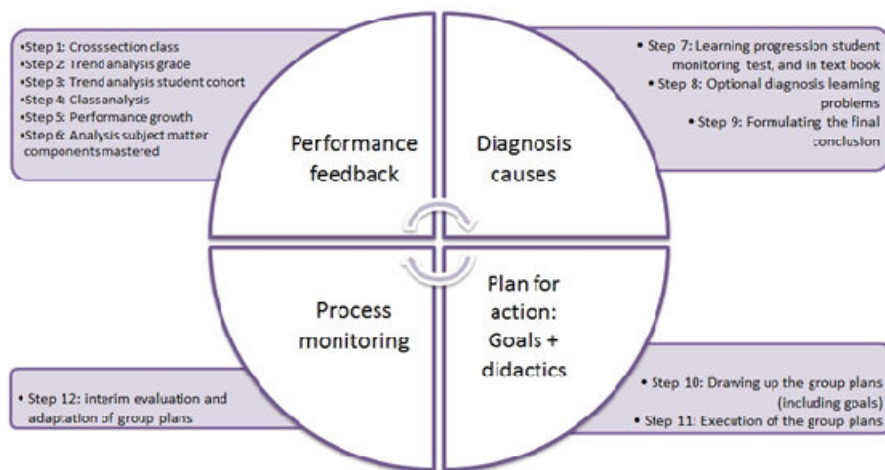 •Step 1: Crosssection class
•Step 2: Trend analysis grade
•Step 3: Trend analysis student cohort
•Step 4: Classanalysis
•Step 5: Performance growth
•Step 6: Analysis subject matter
components mastered
Performance
feedback
Diagnosis
causes
• Step 7: Learning progression student
monitoring test, and in text book
• Step 8: Optional diagnosis learning
problems
• Step 9: Formulating the final
conclusion
Process
monitoring
Plan for
action:
Goals +
didactics
• Step 12: interim evaluation and
adaptation of group plans
• Step 10: Drawing up the group plans
(including goals)
• Step 11: Execution of the group plans